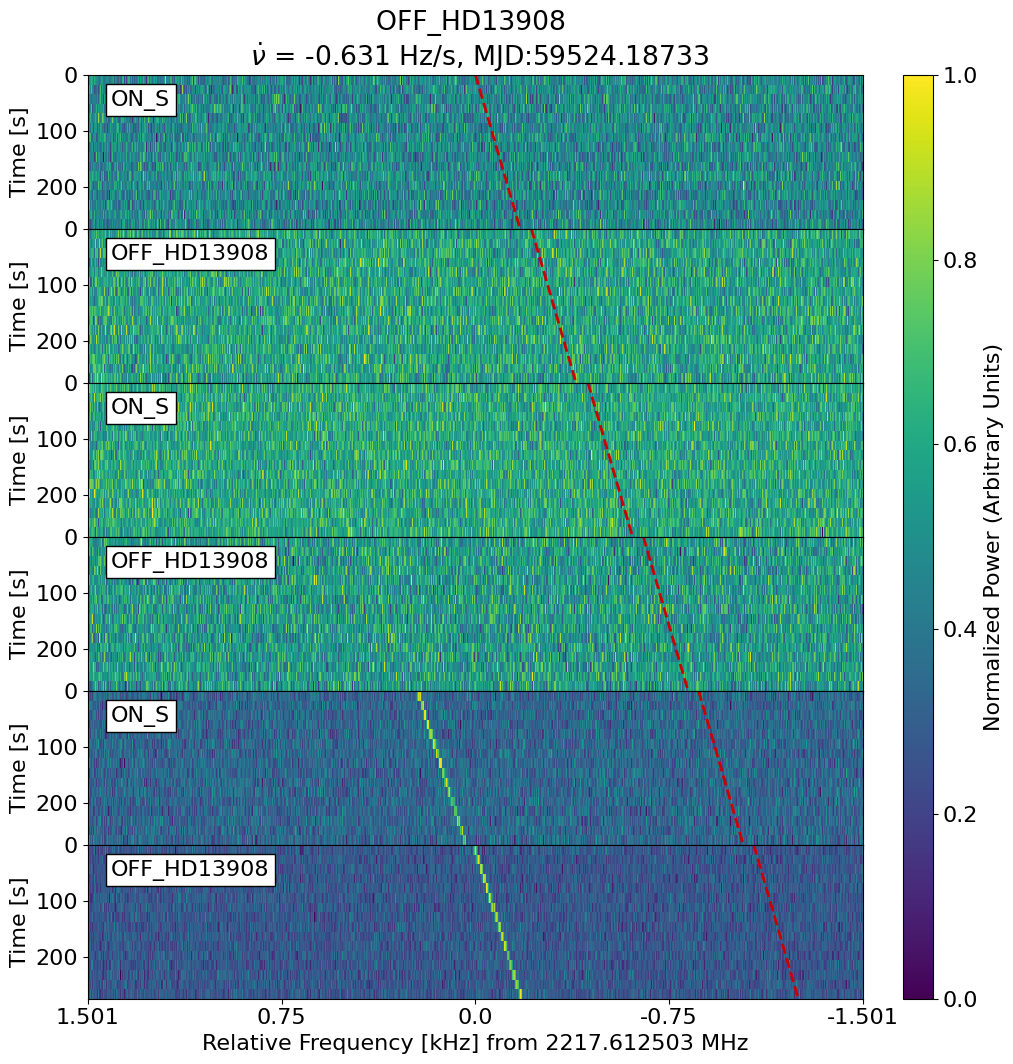 OFF_HD13908
ν̇ = -0.631 Hz/s, MJD:59524.18733
0
ON_S
100
200
Time [s]
0
OFF_HD13908
100
200
Time [s]
0
ON_S
100
200
Time [s]
0
OFF_HD13908
100
200
Time [s]
0
ON_S
100
200
Time [s]
0
OFF_HD13908
100
200
Time [s]
1.501 0.75 0.0 -0.75 -1.501
Relative Frequency [kHz] from 2217.612503 MHz
1.0
0.8
0.6
0.4
0.2
0.0
Normalized Power (Arbitrary Units)